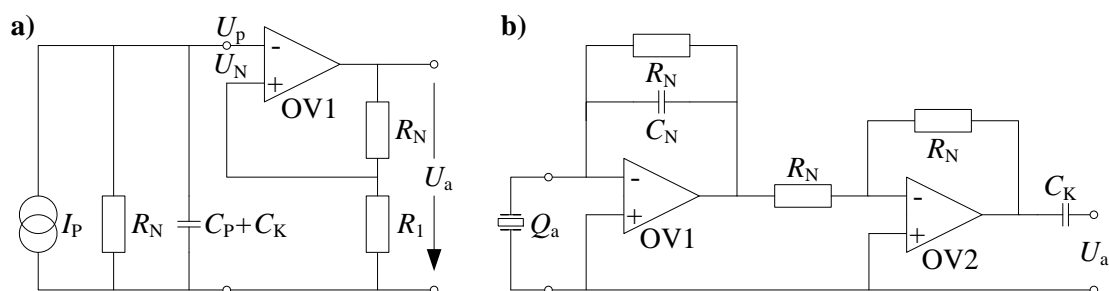 a)
U_p
U_N
-
+
OV1
R_N
U_a
I_P
R_N
C_P+C_K
R_1
b)
R_N
C_N
R_N
R_N
C_K
-
+
OV1
-
+
OV2
Q_a
U_a